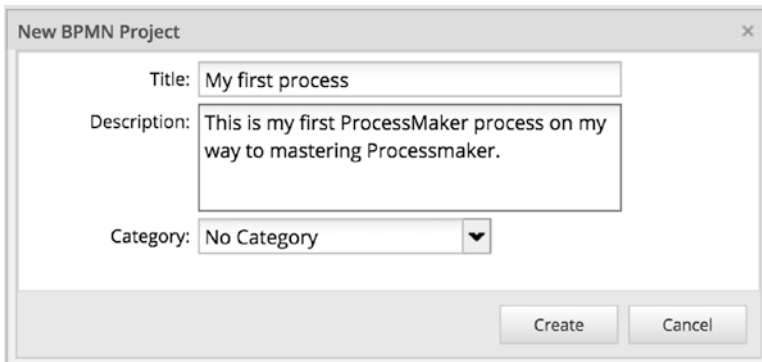 New BPMN Project
Title: My first process
Description: This is my first ProcessMaker process on my
way to mastering Processmaker.
Category: No Category
Create Cancel